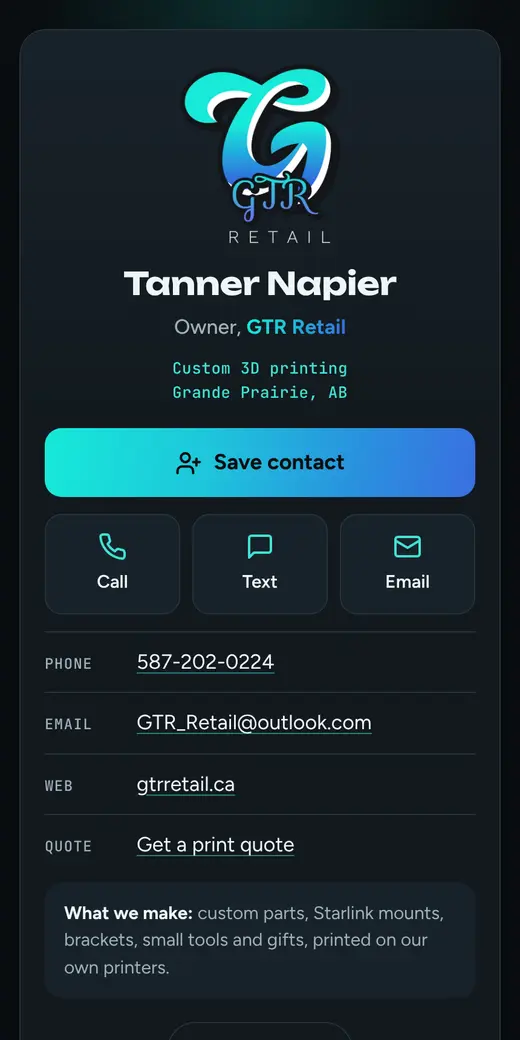 GTR
RETAIL
Tanner Napier
Owner, GTR Retail
Custom 3D printing
Grande Prairie, AB
Save contact
Call
Text
Email
PHONE
587-202-0224
EMAIL
GTR_Retail@outlook.com
WEB
gtrretail.ca
QUOTE
Get a print quote
What we make: custom parts, Starlink mounts,
brackets, small tools and gifts, printed on our
own printers.